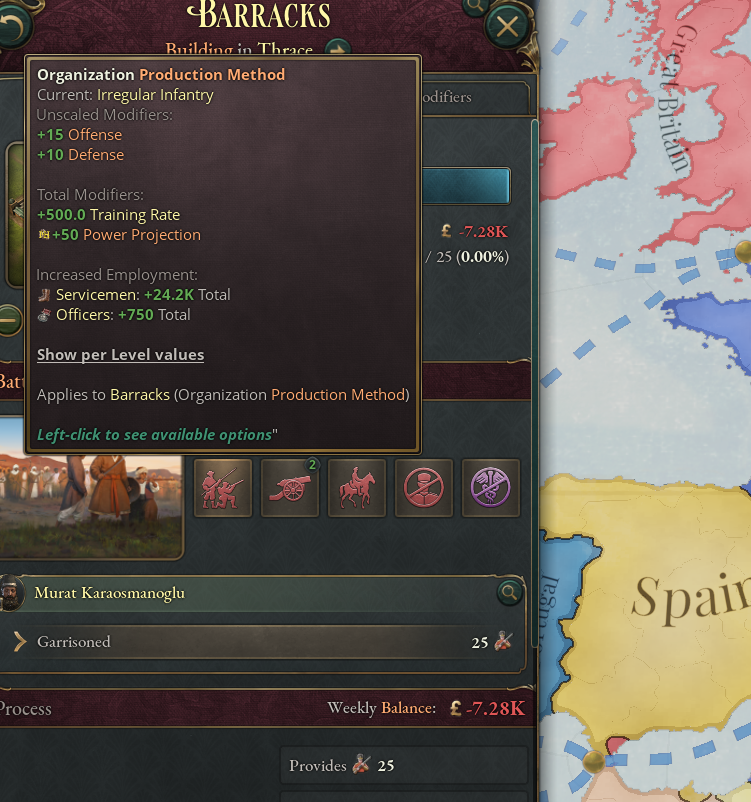 BARRACKS
Building in Thrace
Organization Production Method
Current: Irregular Infantry
Unscaled Modifiers:
+15 Offense
+10 Defense
Total Modifiers:
+500.0 Training Rate
+50 Power Projection
Increased Employment:
Servicemen: +24.2K Total
Officers: +750 Total
Show per Level values
Applies to Barracks (Organization Production Method)
Left-click to see available options"
odifiers
£ -7.28K
/ 25 (0.00%)
Batt
2
Murat Karaosmanoglu
Garrisoned 25
Process Weekly Balance: £ -7.28K
Provides 25
Great Britain
Spain